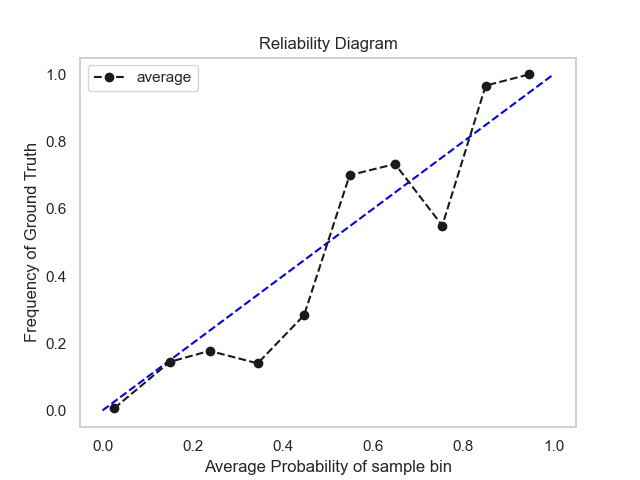 Reliability Diagram
average
Frequency of Ground Truth
1.0
0.8
0.6
0.4
0.2
0.0
0.0 0.2 0.4 0.6 0.8 1.0
Average Probability of sample bin